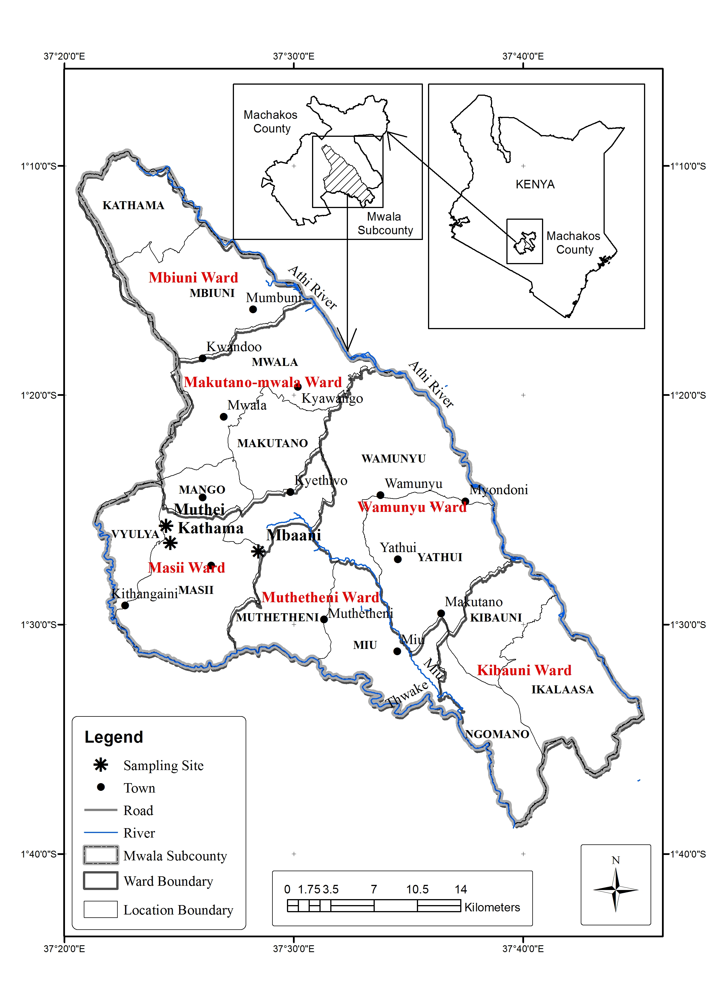 37°20'0"E
37°30'0"E
37°40'0"E
Machakos
County
KENYA
Mwala
Subcounty
Machakos
County
1°10'0"S
1°10'0"S
KATHAMA
Mbiuni Ward
MBIUNI
Mumbuni
Athi River
Kwandoo
MWALA
Makutano-mwala Ward
Kyawango
Athi River
1°20'0"S
1°20'0"S
Mwala
MAKUTANO
WAMUNYU
Kyethivo
Wamunyu
Myondoni
MANGO
Muthei
Wamunyu Ward
Kathama
VYULYA
Mbaani
Yathui
YATHUI
Masii Ward
Kithangaini
MASII
Muthetheni Ward
Makutano
MUTHETHENI
Muthetheni
KIBAUNI
1°30'0"S
1°30'0"S
MIU
Miu
Miu
Kibauni Ward
Thwake
IKALAASA
NGOMANO
Legend
Sampling Site
Town
Road
River
Mwala Subcounty
Ward Boundary
Location Boundary
1°40'0"S
1°40'0"S
N
0 1.75 3.5 7 10.5 14
Kilometers
37°20'0"E
37°30'0"E
37°40'0"E